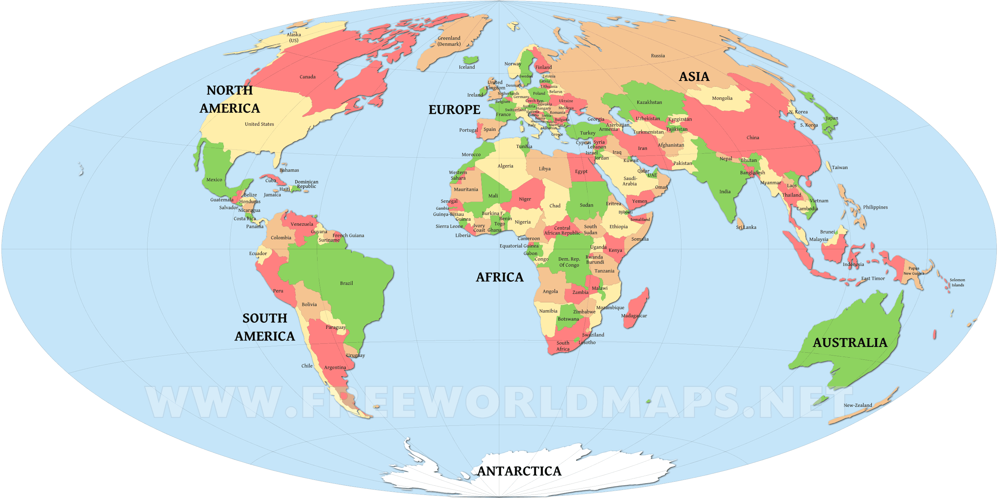 Alaska
(US)
Greenland
(Denmark)
Iceland
Canada
NORTH
AMERICA
United States
Mexico
Bahamas
Cuba
Haiti
Dominican
Republic
Jamaica
Belize
Guatemala
Honduras
Salvador
Nicaragua
Costa Rica
Panama
Venezuela
Guyana
Suriname
French Guiana
Colombia
Ecuador
Peru
Brazil
Bolivia
SOUTH
AMERICA
Paraguay
Uruguay
Chile
Argentina
EUROPE
Norway
Sweden
Finland
Estonia
Latvia
Lithuania
Belarus
United
Kingdom
Ireland
Denmark
Netherlands
Germany
Poland
Belgium
Czech Rep.
Slovakia
Ukraine
Austria
Hungary
Moldova
Switzerland
Slovenia
Romania
France
Croatia
Serbia
Bosnia
Bulgaria
Montenegro
Kosovo
Italy
Macedonia
Albania
Portugal
Spain
Greece
ASIA
Russia
Kazakhstan
Mongolia
Georgia
Azerbaijan
Armenia
Turkey
Uzbekistan
Kyrgizstan
Turkmenistan
Tajikistan
N. Korea
S. Korea
Japan
China
Cyprus
Syria
Lebanon
Israel
Jordan
Iraq
Iran
Afghanistan
Kuwait
Pakistan
Nepal
Bhutan
Bangladesh
Qatar
UAE
Saudi-
Arabia
Oman
Yemen
India
Sri Lanka
Myanmar
Laos
Thailand
Vietnam
Cambodia
Taiwan
Philippines
Brunei
Malaysia
Indonesia
East Timor
Papua
New Guinea
Solomon
Islands
AFRICA
Morocco
Tunisia
Algeria
Libya
Egypt
Western
Sahara
Mauritania
Mali
Niger
Chad
Sudan
Eritrea
Djibouti
Somaliland
Senegal
Gambia
Guinea-Bissau
Guinea
Sierra Leone
Liberia
Ivory
Coast
Burkina F.
Ghana
Togo
Benin
Nigeria
Cameroon
Central
African Republic
South
Sudan
Ethiopia
Somalia
Equatorial Guinea
Gabon
Congo
Dem. Rep.
Of Congo
Uganda
Kenya
Rwanda
Burundi
Tanzania
Angola
Zambia
Malawi
Mozambique
Namibia
Botswana
Zimbabwe
Madagascar
South
Africa
Swaziland
Lesotho
AUSTRALIA
New-Zealand
WWW.FREEWORLDMAPS.NET
ANTARCTICA